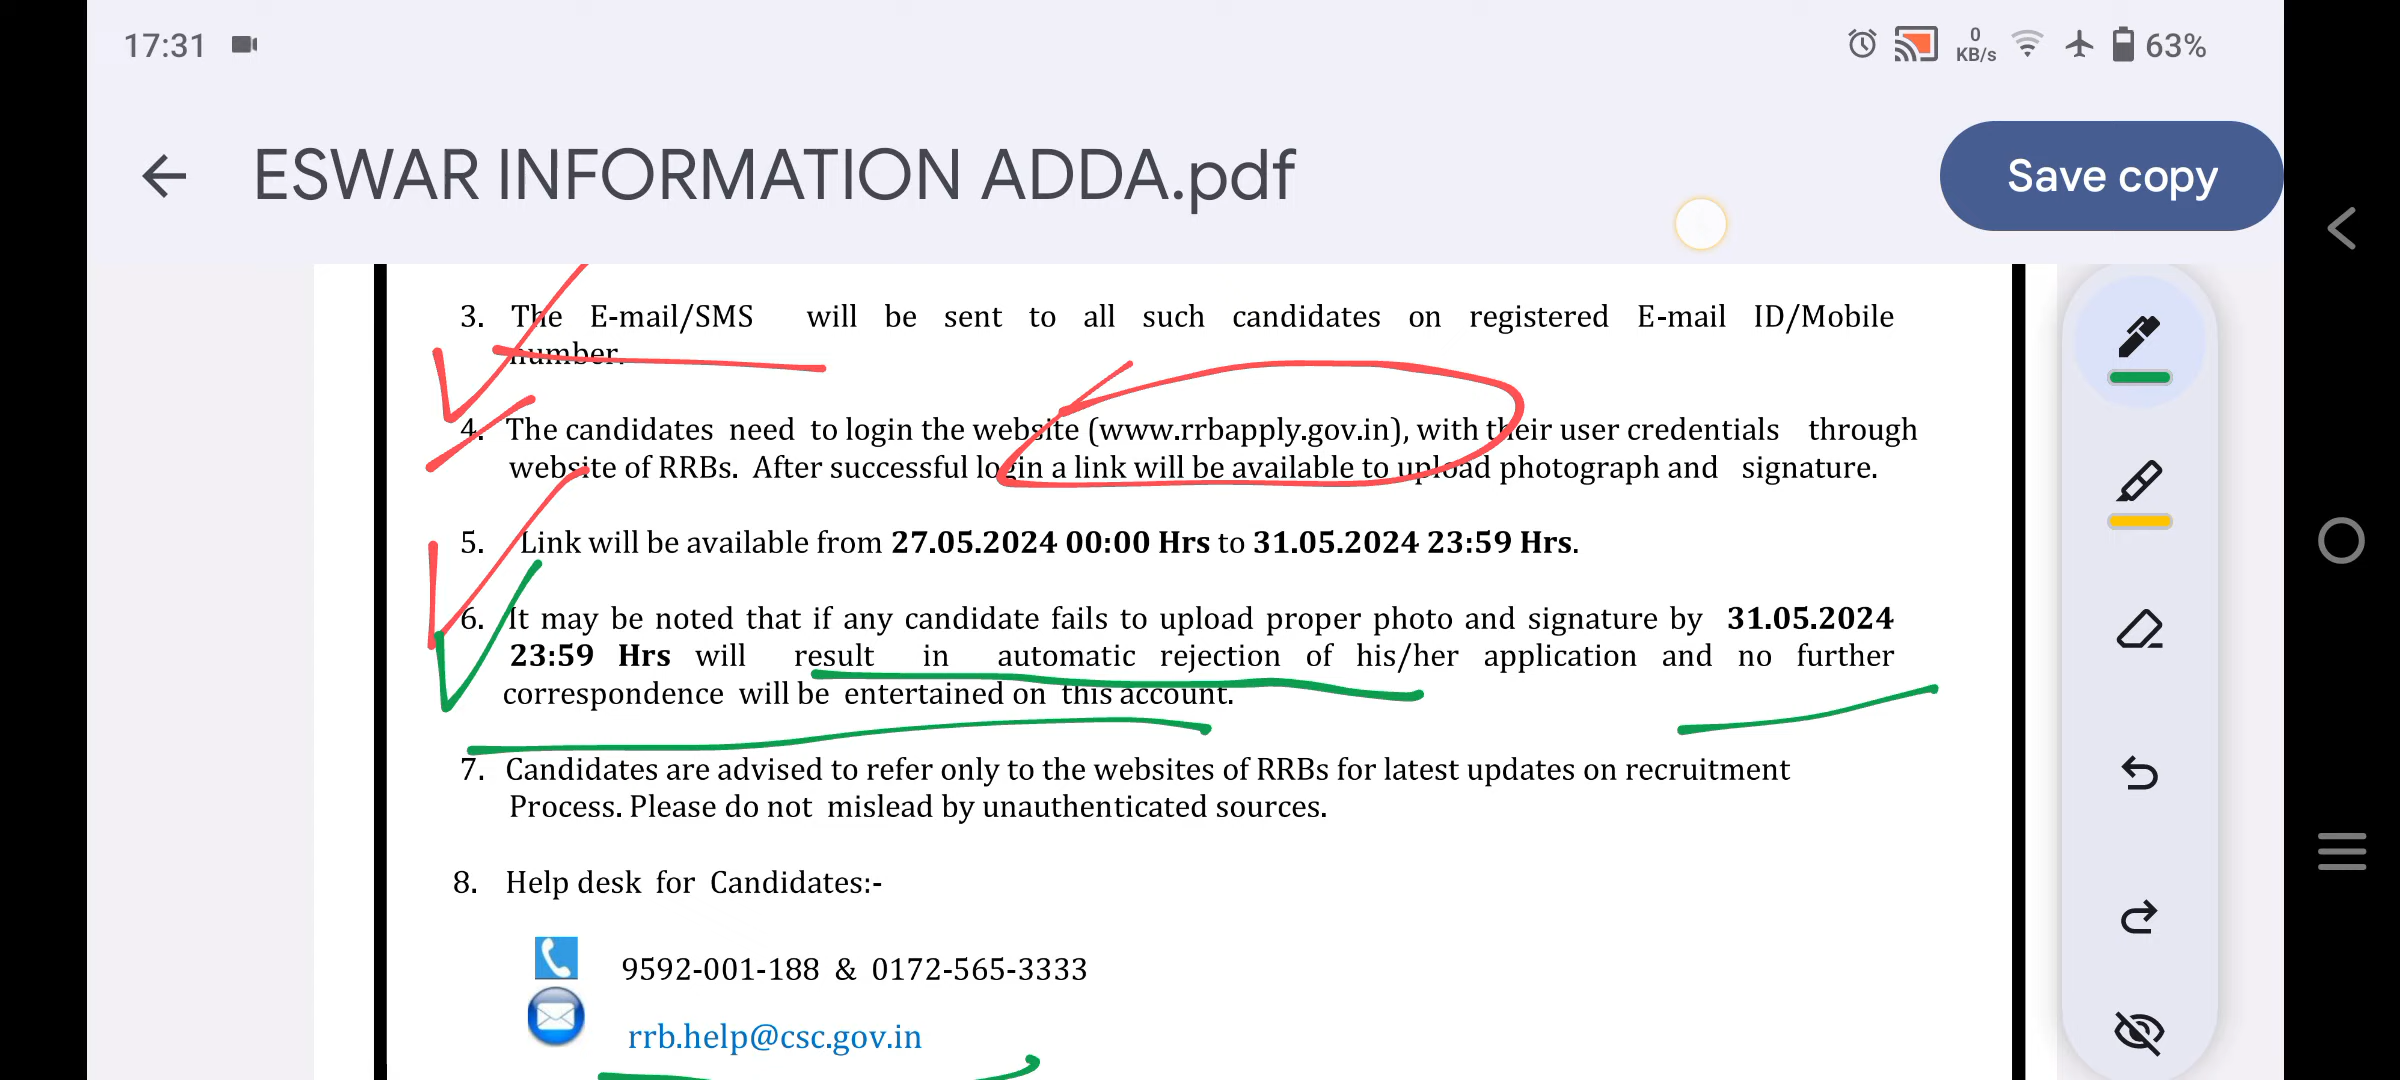 17:31
0
KB/s
63%
ESWAR INFORMATION ADDA.pdf
Save copy
3. The E-mail/SMS will be sent to all such candidates on registered E-mail ID/Mobile
number.
4. The candidates need to login the website (www.rrbapply.gov.in), with their user credentials through
website of RRBs. After successful login a link will be available to upload photograph and signature.
5. Link will be available from 27.05.2024 00:00 Hrs to 31.05.2024 23:59 Hrs.
6. It may be noted that if any candidate fails to upload proper photo and signature by 31.05.2024
23:59 Hrs will result in automatic rejection of his/her application and no further
correspondence will be entertained on this account.
7. Candidates are advised to refer only to the websites of RRBs for latest updates on recruitment
Process. Please do not mislead by unauthenticated sources.
8. Help desk for Candidates:-
9592-001-188 & 0172-565-3333
rrb.help@csc.gov.in